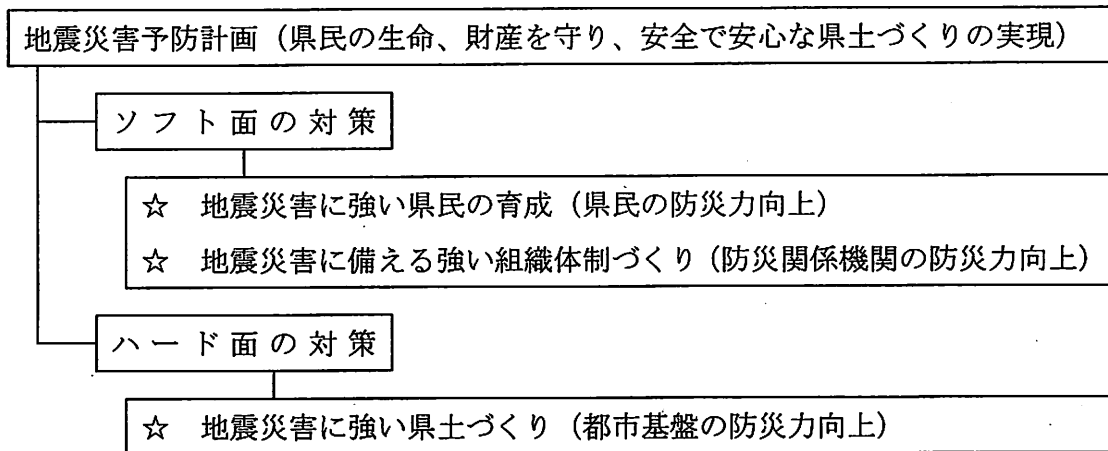 地震災害予防計画（県民の生命、財産を守り、安全で安心な県土づくりの実現）
ソフト面の対策
☆　地震災害に強い県民の育成（県民の防災力向上）
☆　地震災害に備える強い組織体制づくり（防災関係機関の防災力向上）
ハード面の対策
☆　地震災害に強い県土づくり（都市基盤の防災力向上）